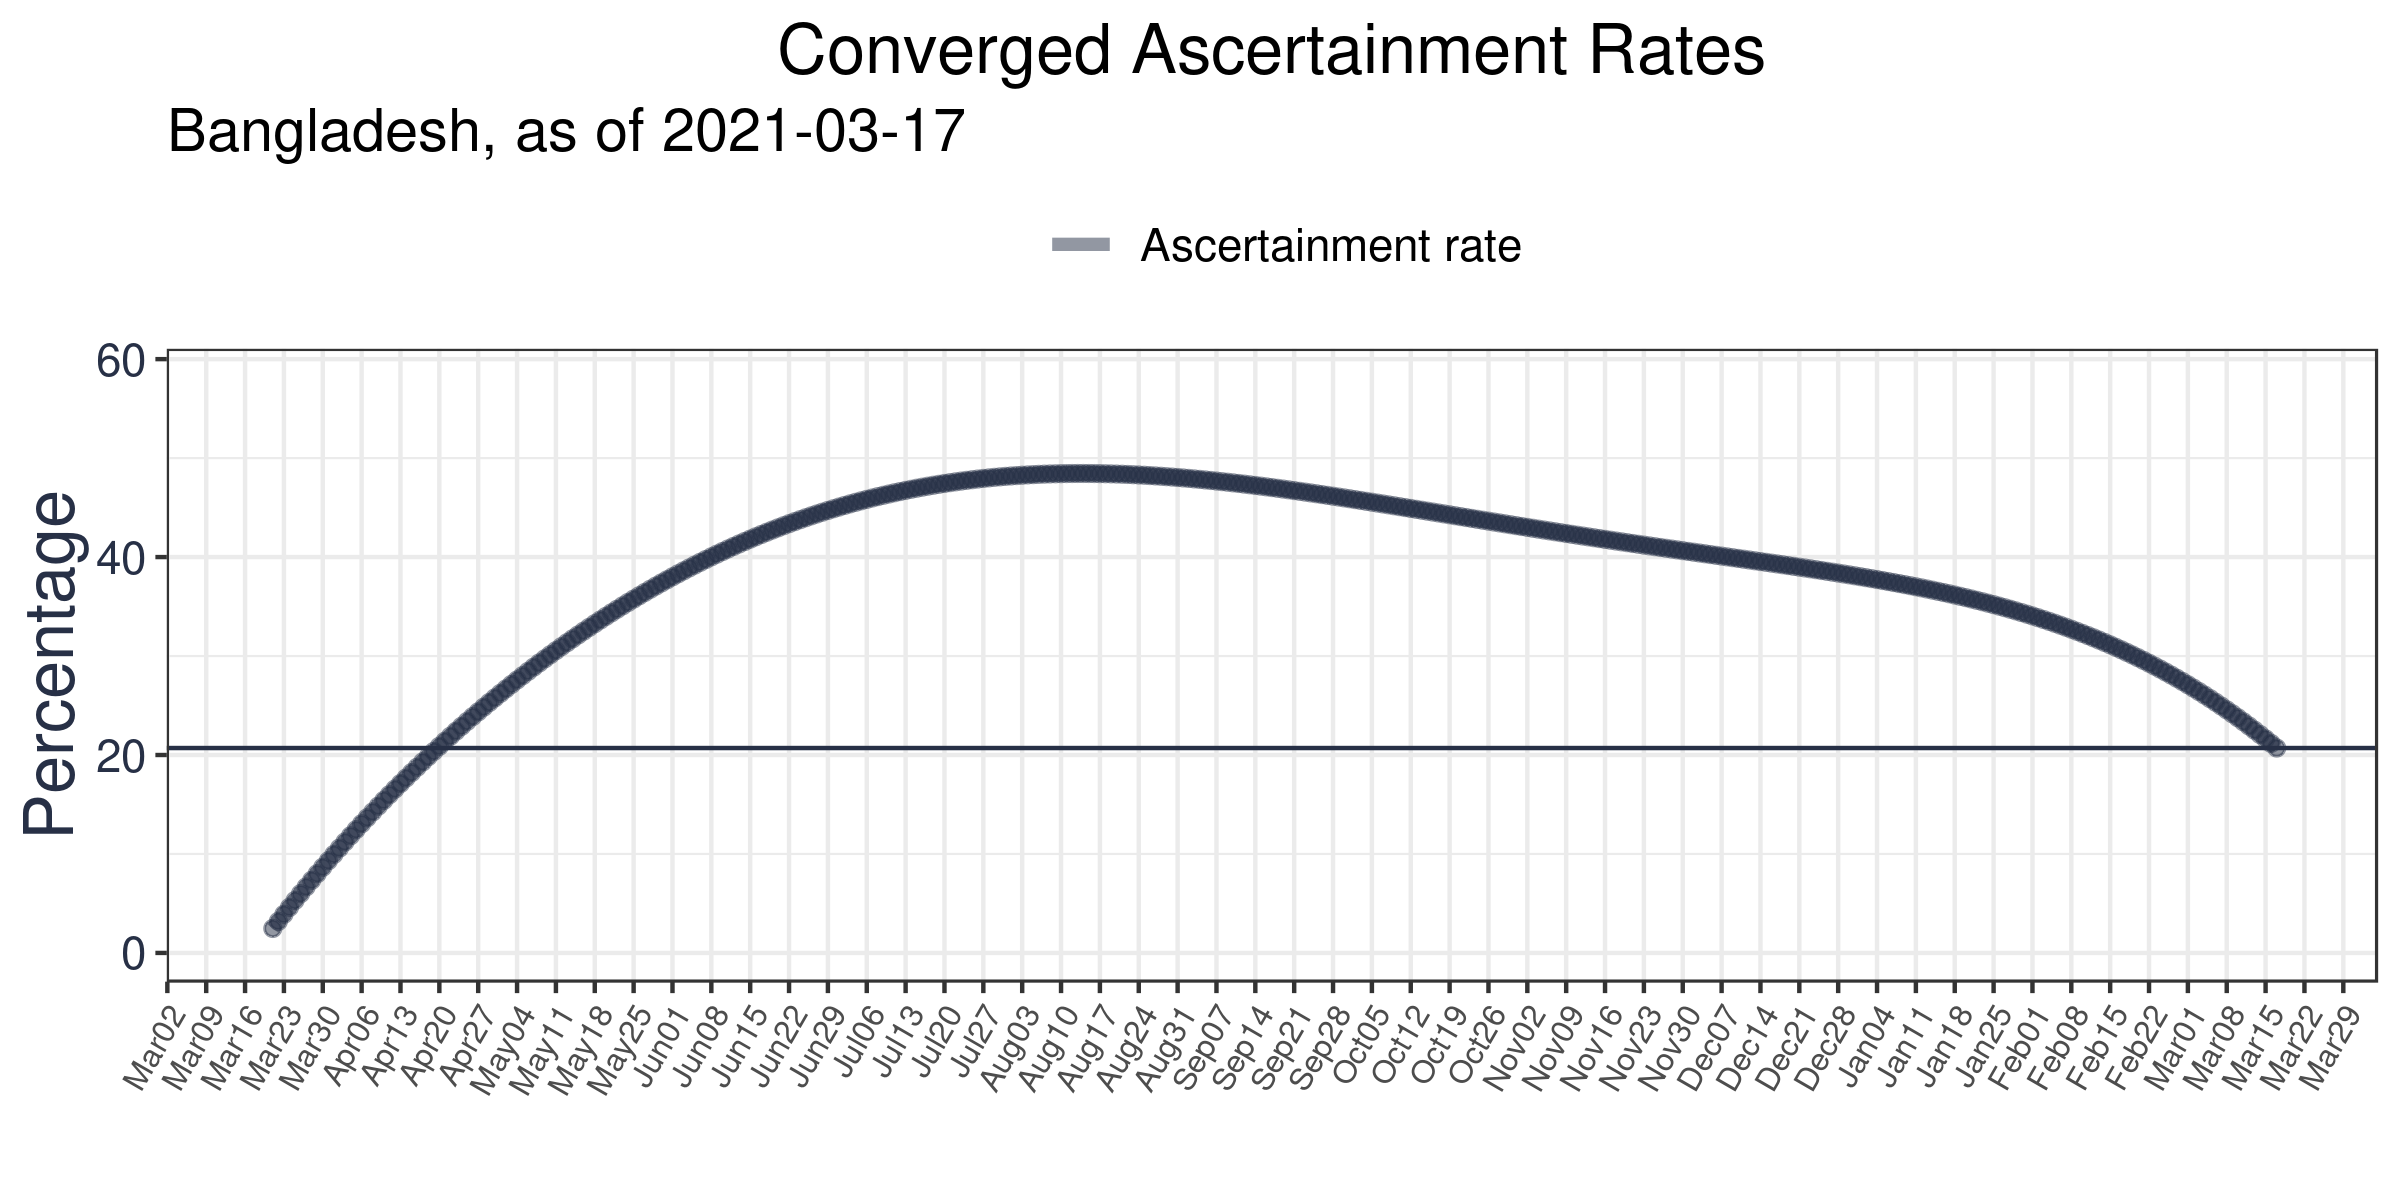 Converged Ascertainment Rates
Bangladesh, as of 2021-03-17
Ascertainment rate
Percentage
60
40
20
0
Mar02
Mar09
Mar16
Mar23
Mar30
Apr06
Apr13
Apr20
Apr27
May04
May11
May18
May25
Jun01
Jun08
Jun15
Jun22
Jun29
Jul06
Jul13
Jul20
Jul27
Aug03
Aug10
Aug17
Aug24
Aug31
Sep07
Sep14
Sep21
Sep28
Oct05
Oct12
Oct19
Oct26
Nov02
Nov09
Nov16
Nov23
Nov30
Dec07
Dec14
Dec21
Dec28
Jan04
Jan11
Jan18
Jan25
Feb01
Feb08
Feb15
Feb22
Mar01
Mar08
Mar15
Mar22
Mar29